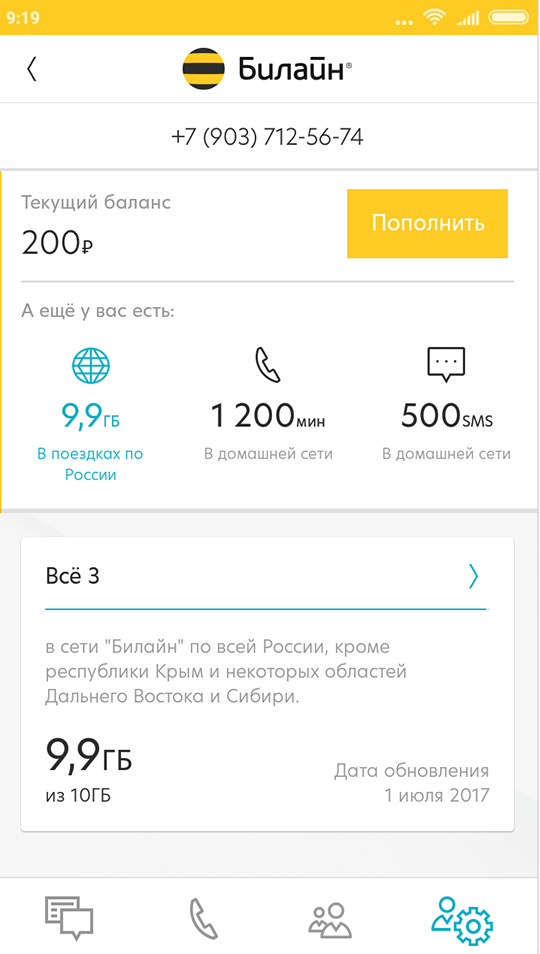 9:19
Билайн®
+7 (903) 712-56-74
Текущий баланс
200₽
Пополнить
А ещё у вас есть:
9,9ГБ
В поездках по
России
1 200мин
В домашней сети
500SMS
В домашней сети
Всё 3
в сети "Билайн" по всей России, кроме
республики Крым и некоторых областей
Дальнего Востока и Сибири.
9,9ГБ
из 10ГБ
Дата обновления
1 июля 2017